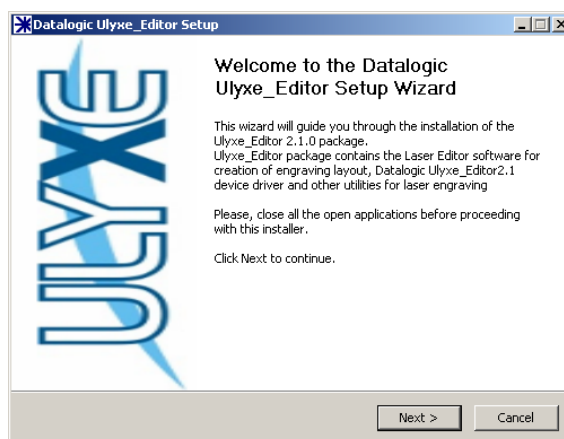 Datalogic Ulyxe_Editor Setup
ULYXE
Welcome to the Datalogic
Ulyxe_Editor Setup Wizard
This wizard will guide you through the installation of the
Ulyxe_Editor 2.1.0 package.
Ulyxe_Editor package contains the Laser Editor software for
creation of engraving layout, Datalogic Ulyxe_Editor2.1
device driver and other utilities for laser engraving
Please, close all the open applications before proceeding
with this installer.
Click Next to continue.
Next >
Cancel